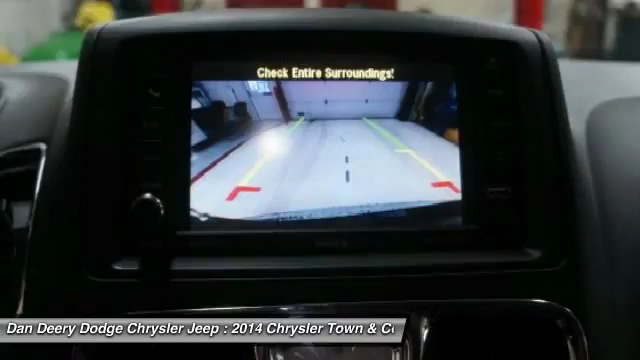 Check Entire Surroundings!
Dan Deery Dodge Chrysler Jeep : 2014 Chrysler Town &